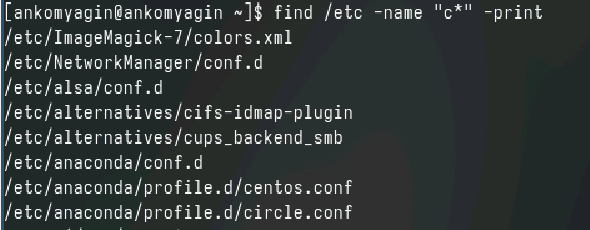 [ankomyagin@ankomyagin ~]$ find /etc -name "c*" -print
/etc/ImageMagick-7/colors.xml
/etc/NetworkManager/conf.d
/etc/alsa/conf.d
/etc/alternatives/cifs-idmap-plugin
/etc/alternatives/cups_backend_smb
/etc/anaconda/conf.d
/etc/anaconda/profile.d/centos.conf
/etc/anaconda/profile.d/circle.conf